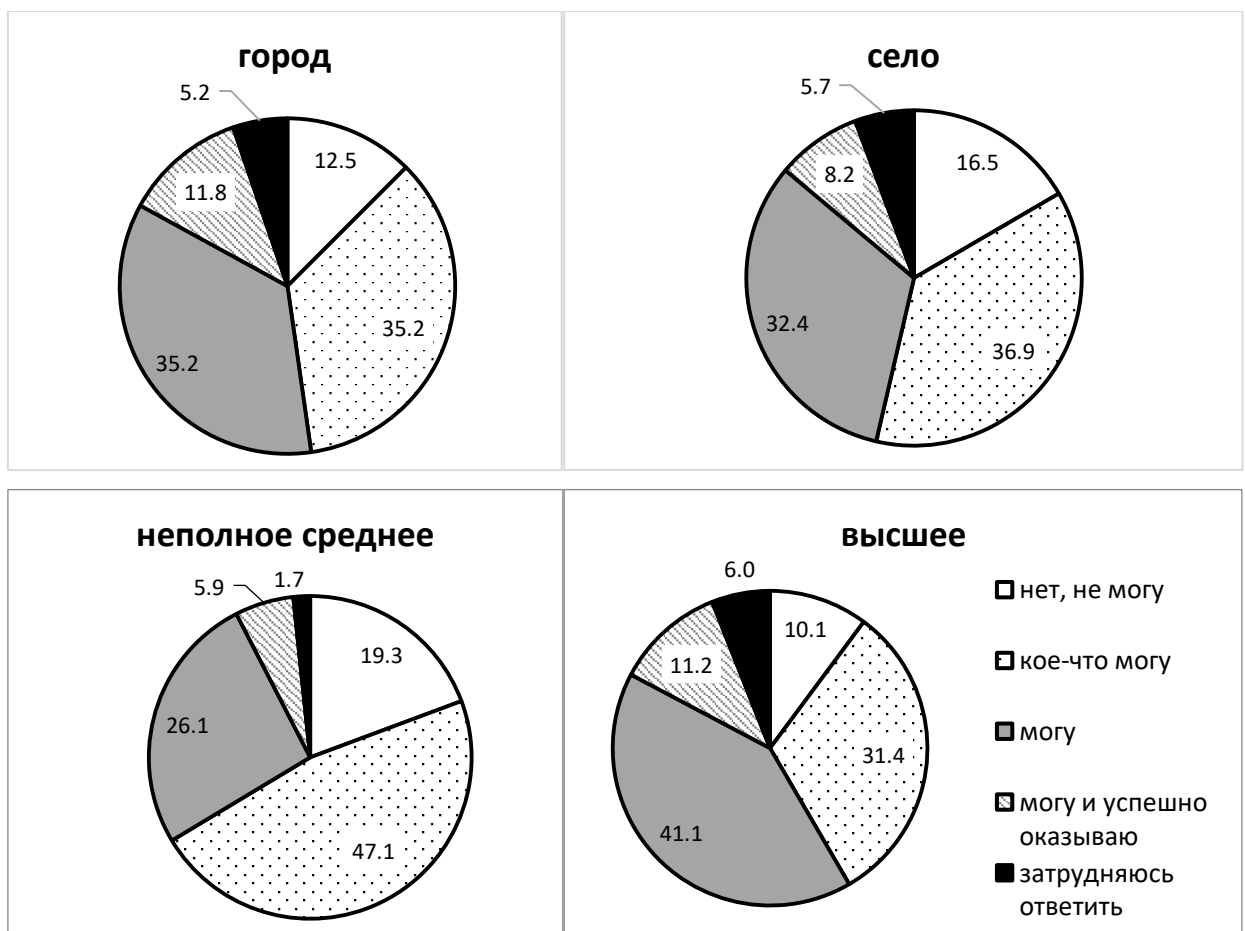 город
5.2
12.5
11.8
35.2
35.2
село
5.7
16.5
8.2
32.4
36.9
неполное среднее
5.9
1.7
19.3
26.1
47.1
высшее
6.0
10.1
11.2
31.4
41.1
нет, не могу
кое-что могу
могу
могу и успешно
оказываю
затрудняюсь
ответить